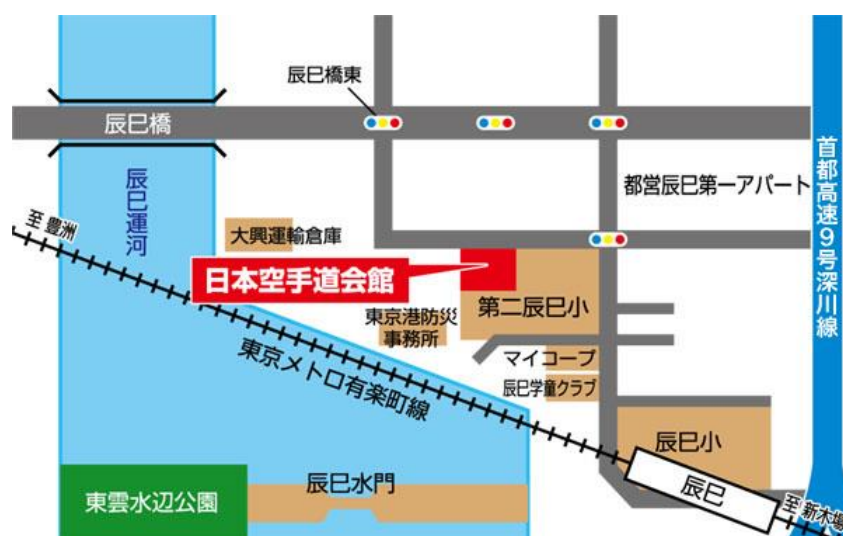 辰巳橋東
辰巳橋
首都高速9号深川線
都営辰巳第一アパート
辰巳運河
至 豊洲
大興運輸倉庫
日本空手道会館
第二辰巳小
東京港防災
事務所
マイコープ
東京メトロ有楽町線
辰巳学童クラブ
辰巳小
辰巳水門
辰巳
東雲水辺公園
至 新木場